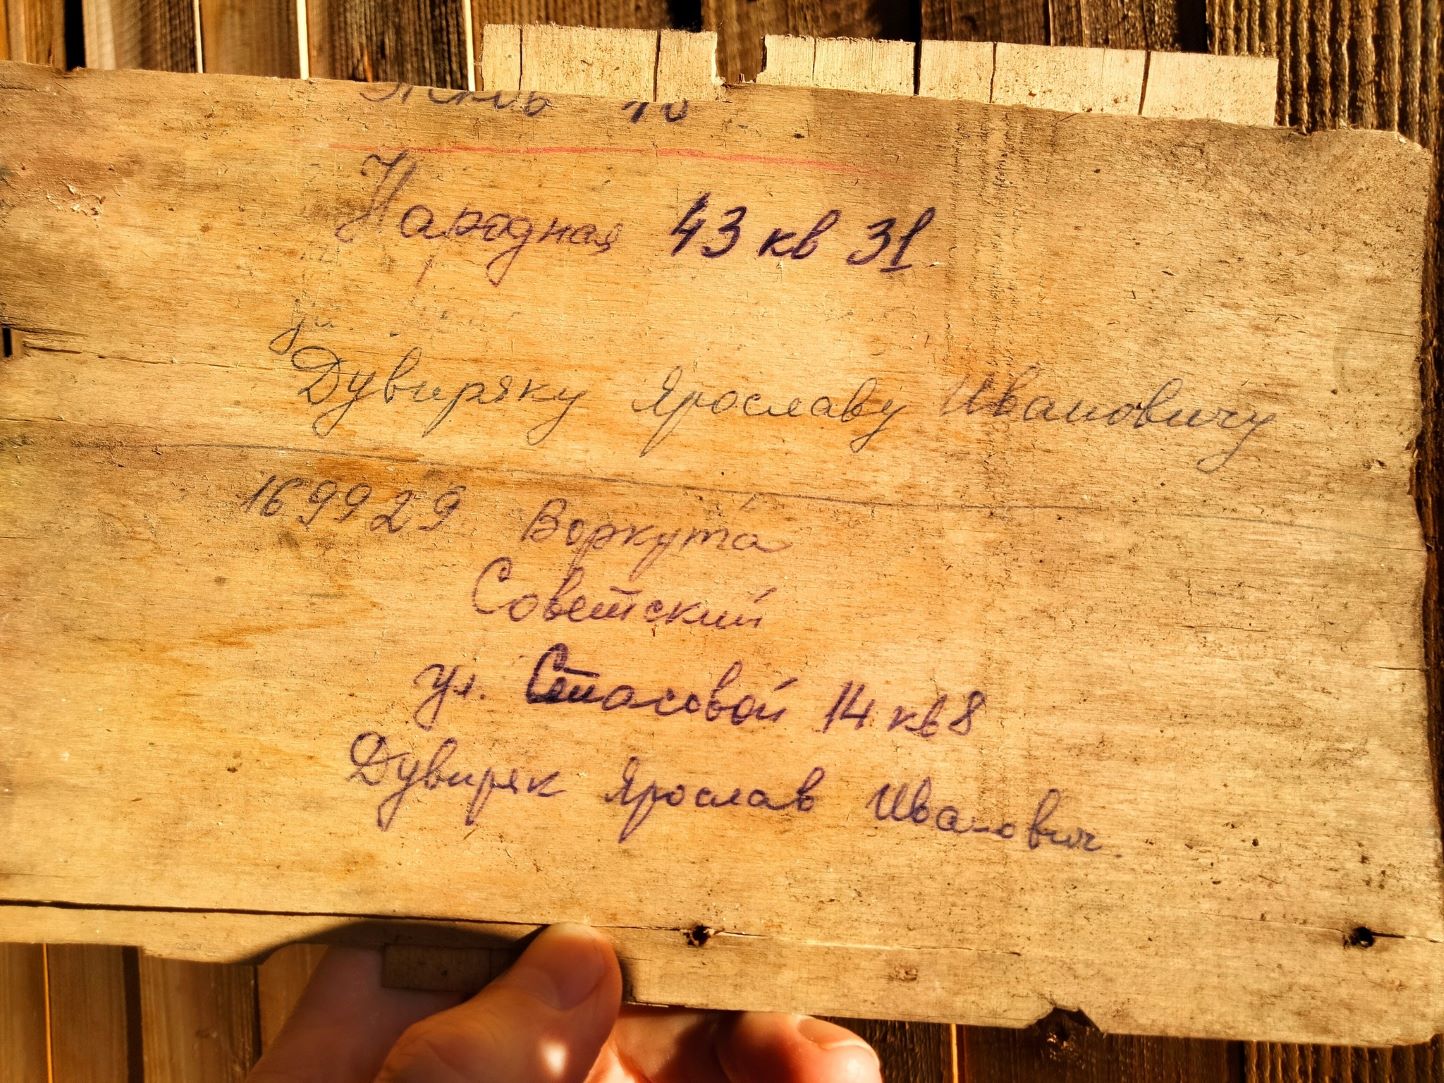 Народная 43 кв 31
Дувиряку Ярославу Ивановичу
169929 Воркута
Советский
ул. Стасовой 14 кв 8
Дувиряк Ярослав Иванович.